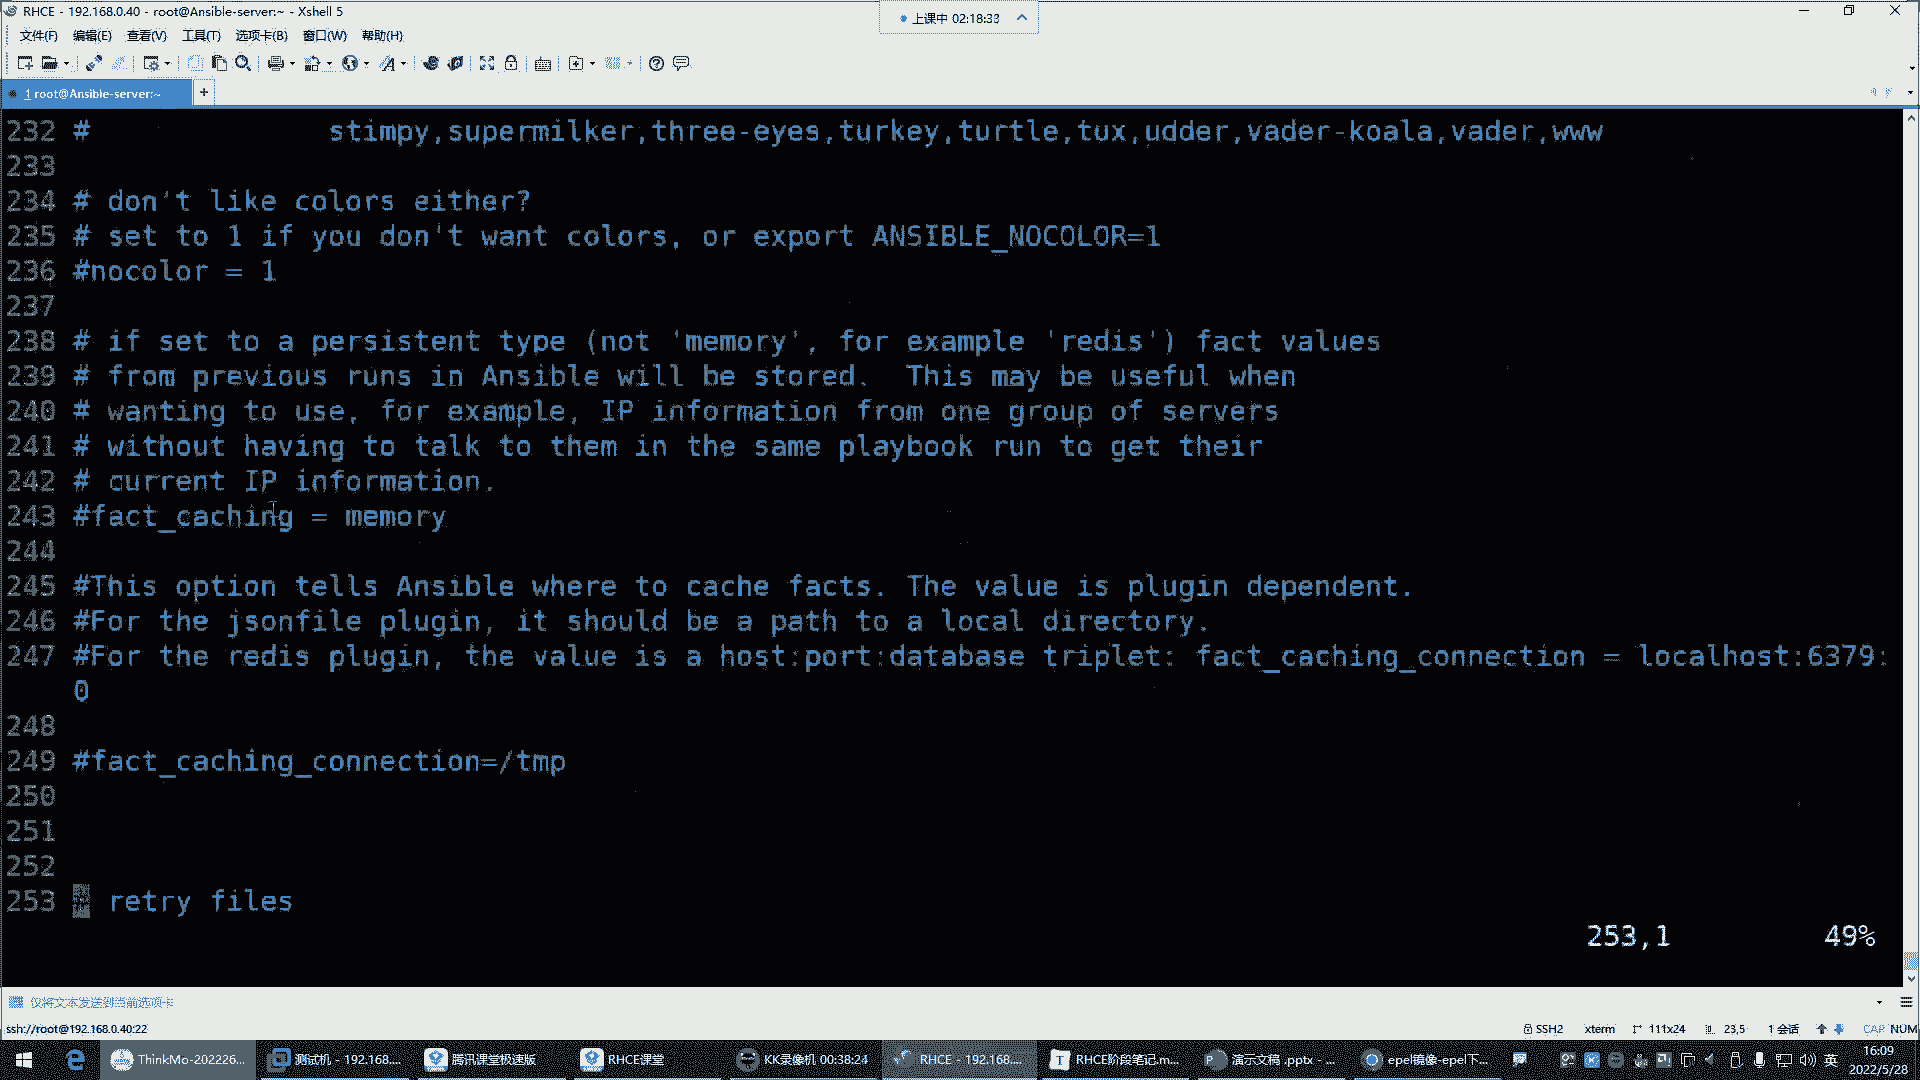 RHCE - 192.168.0.40 - root@Ansible-server:~ - Xshell 5
上课中 02:18:33
文件(F) 编辑(E) 查看(V) 工具(T) 选项卡(B) 窗口(W) 帮助(H)
1 root@Ansible-server:~ +
232 # stimpy,supermilker,three-eyes,turkey,turtle,tux,udder,vader-koala,vader,www
233
234 # don't like colors either?
235 # set to 1 if you don't want colors, or export ANSIBLE_NOCOLOR=1
236 #nocolor = 1
237
238 # if set to a persistent type (not 'memory', for example 'redis') fact values
239 # from previous runs in Ansible will be stored.  This may be useful when
240 # wanting to use, for example, IP information from one group of servers
241 # without having to talk to them in the same playbook run to get their
242 # current IP information.
243 #fact_caching = memory
244
245 #This option tells Ansible where to cache facts. The value is plugin dependent.
246 #For the jsonfile plugin, it should be a path to a local directory.
247 #For the redis plugin, the value is a host:port:database triplet: fact_caching_connection = localhost:6379:
0
248
249 #fact_caching_connection=/tmp
250
251
252
253 # retry files
253,1 49%
仅将文本发送到当前选项卡
ssh://root@192.168.0.40:22 SSH2 xterm 111x24 23,5 1 会话 CAP NUM
ThinkMo-202226... 测试机 - 192.168.... 腾讯课堂极速版 RHCE课堂 KK录像机 00:38:24 RHCE - 192.168.... RHCE阶段笔记.m... 演示文稿 .pptx - ... epel镜像-epel下... 英 16:09
2022/5/28